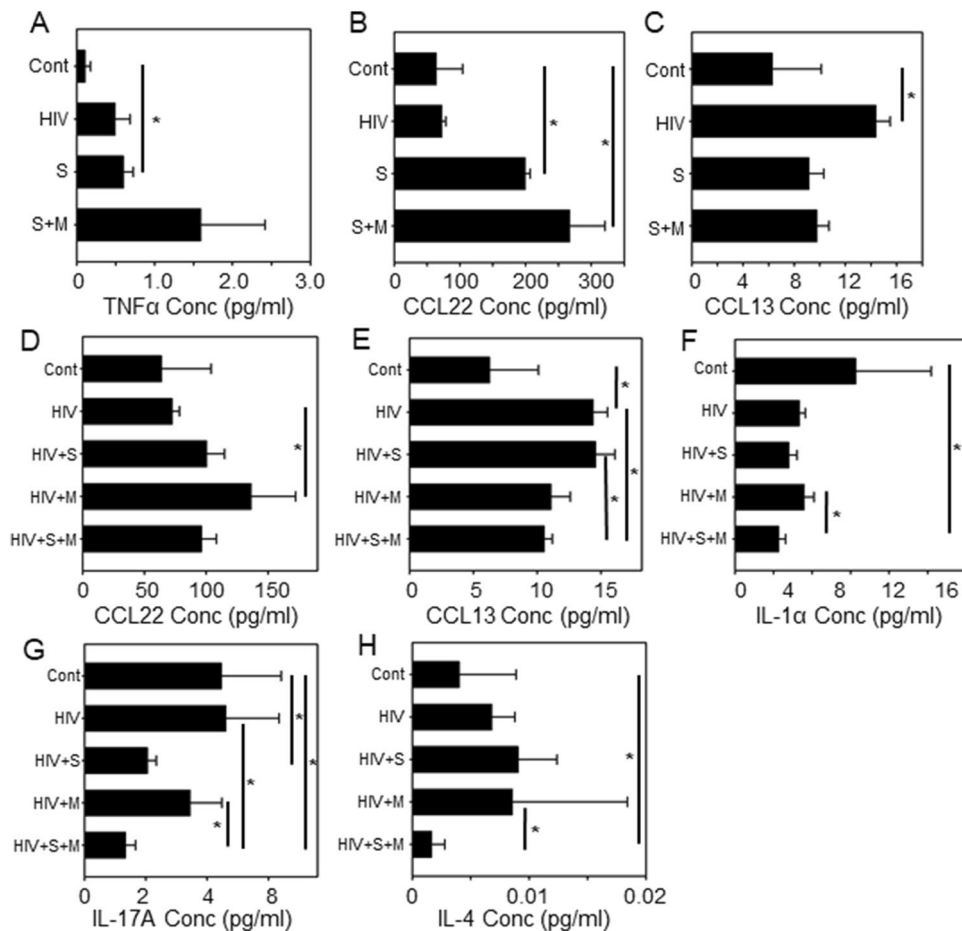 A
Cont
HIV
S
S+M
*
0
1.0
2.0
3.0
TNFα Conc (pg/ml)
B
Cont
HIV
S
S+M
*
*
0
100
200
300
CCL22 Conc (pg/ml)
C
Cont
HIV
S
S+M
*
0
4
8
12
16
CCL13 Conc (pg/ml)
D
Cont
HIV
HIV+S
HIV+M
HIV+S+M
*
0
50
100
150
CCL22 Conc (pg/ml)
E
Cont
HIV
HIV+S
HIV+M
HIV+S+M
*
*
*
0
5
10
15
CCL13 Conc (pg/ml)
F
Cont
HIV
HIV+S
HIV+M
HIV+S+M
*
*
0
4
8
12
16
IL-1α Conc (pg/ml)
G
Cont
HIV
HIV+S
HIV+M
HIV+S+M
*
*
*
*
0
2
4
6
8
IL-17A Conc (pg/ml)
H
Cont
HIV
HIV+S
HIV+M
HIV+S+M
*
*
0
0.01
0.02
IL-4 Conc (pg/ml)